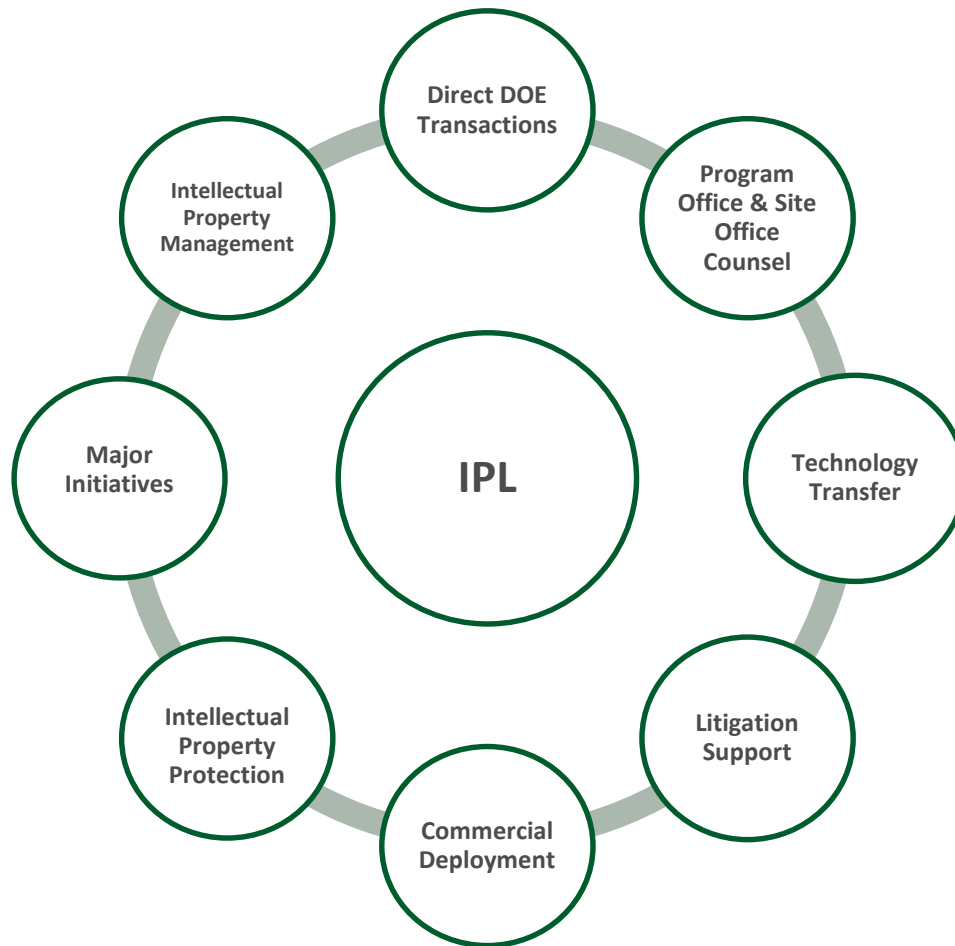 Direct DOE
Transactions
Program
Office & Site
Office
Counsel
Technology
Transfer
Litigation
Support
Commercial
Deployment
Intellectual
Property
Protection
Major
Initiatives
Intellectual
Property
Management
IPL